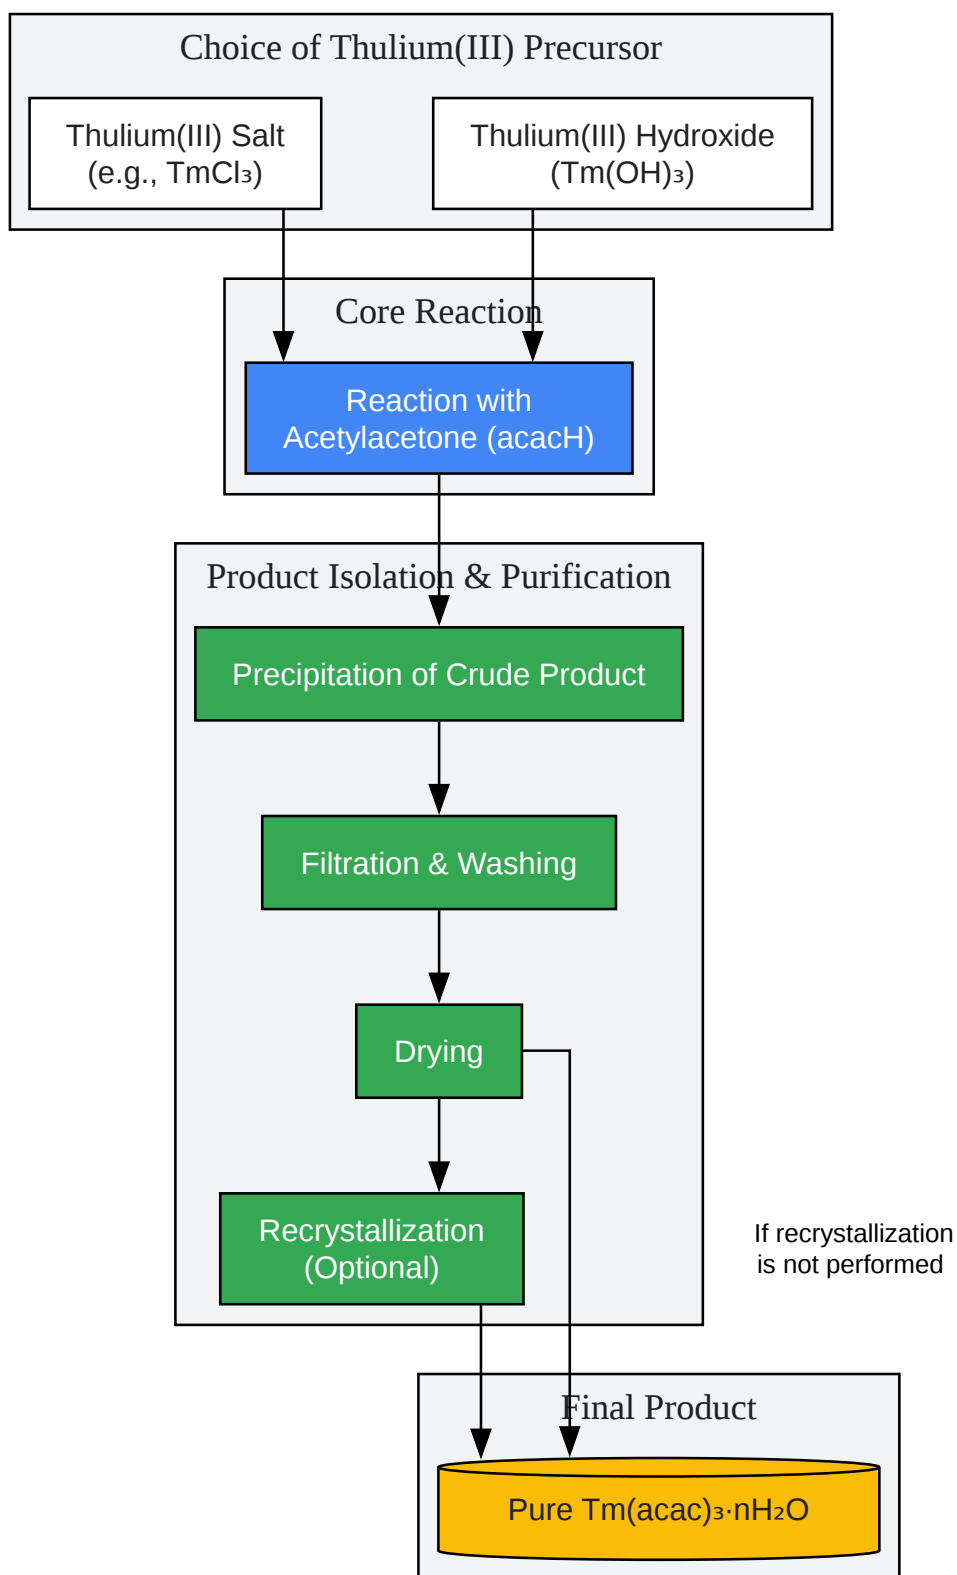 Choice of Thulium(III) Precursor
Thulium(III) Salt
(e.g., TmCl₃)
Thulium(III) Hydroxide
(Tm(OH)₃)
Core Reaction
Reaction with
Acetylacetone (acacH)
Product Isolation & Purification
Precipitation of Crude Product
Filtration & Washing
Drying
Recrystallization
(Optional)
If recrystallization
is not performed
Final Product
Pure Tm(acac)₃·nH₂O